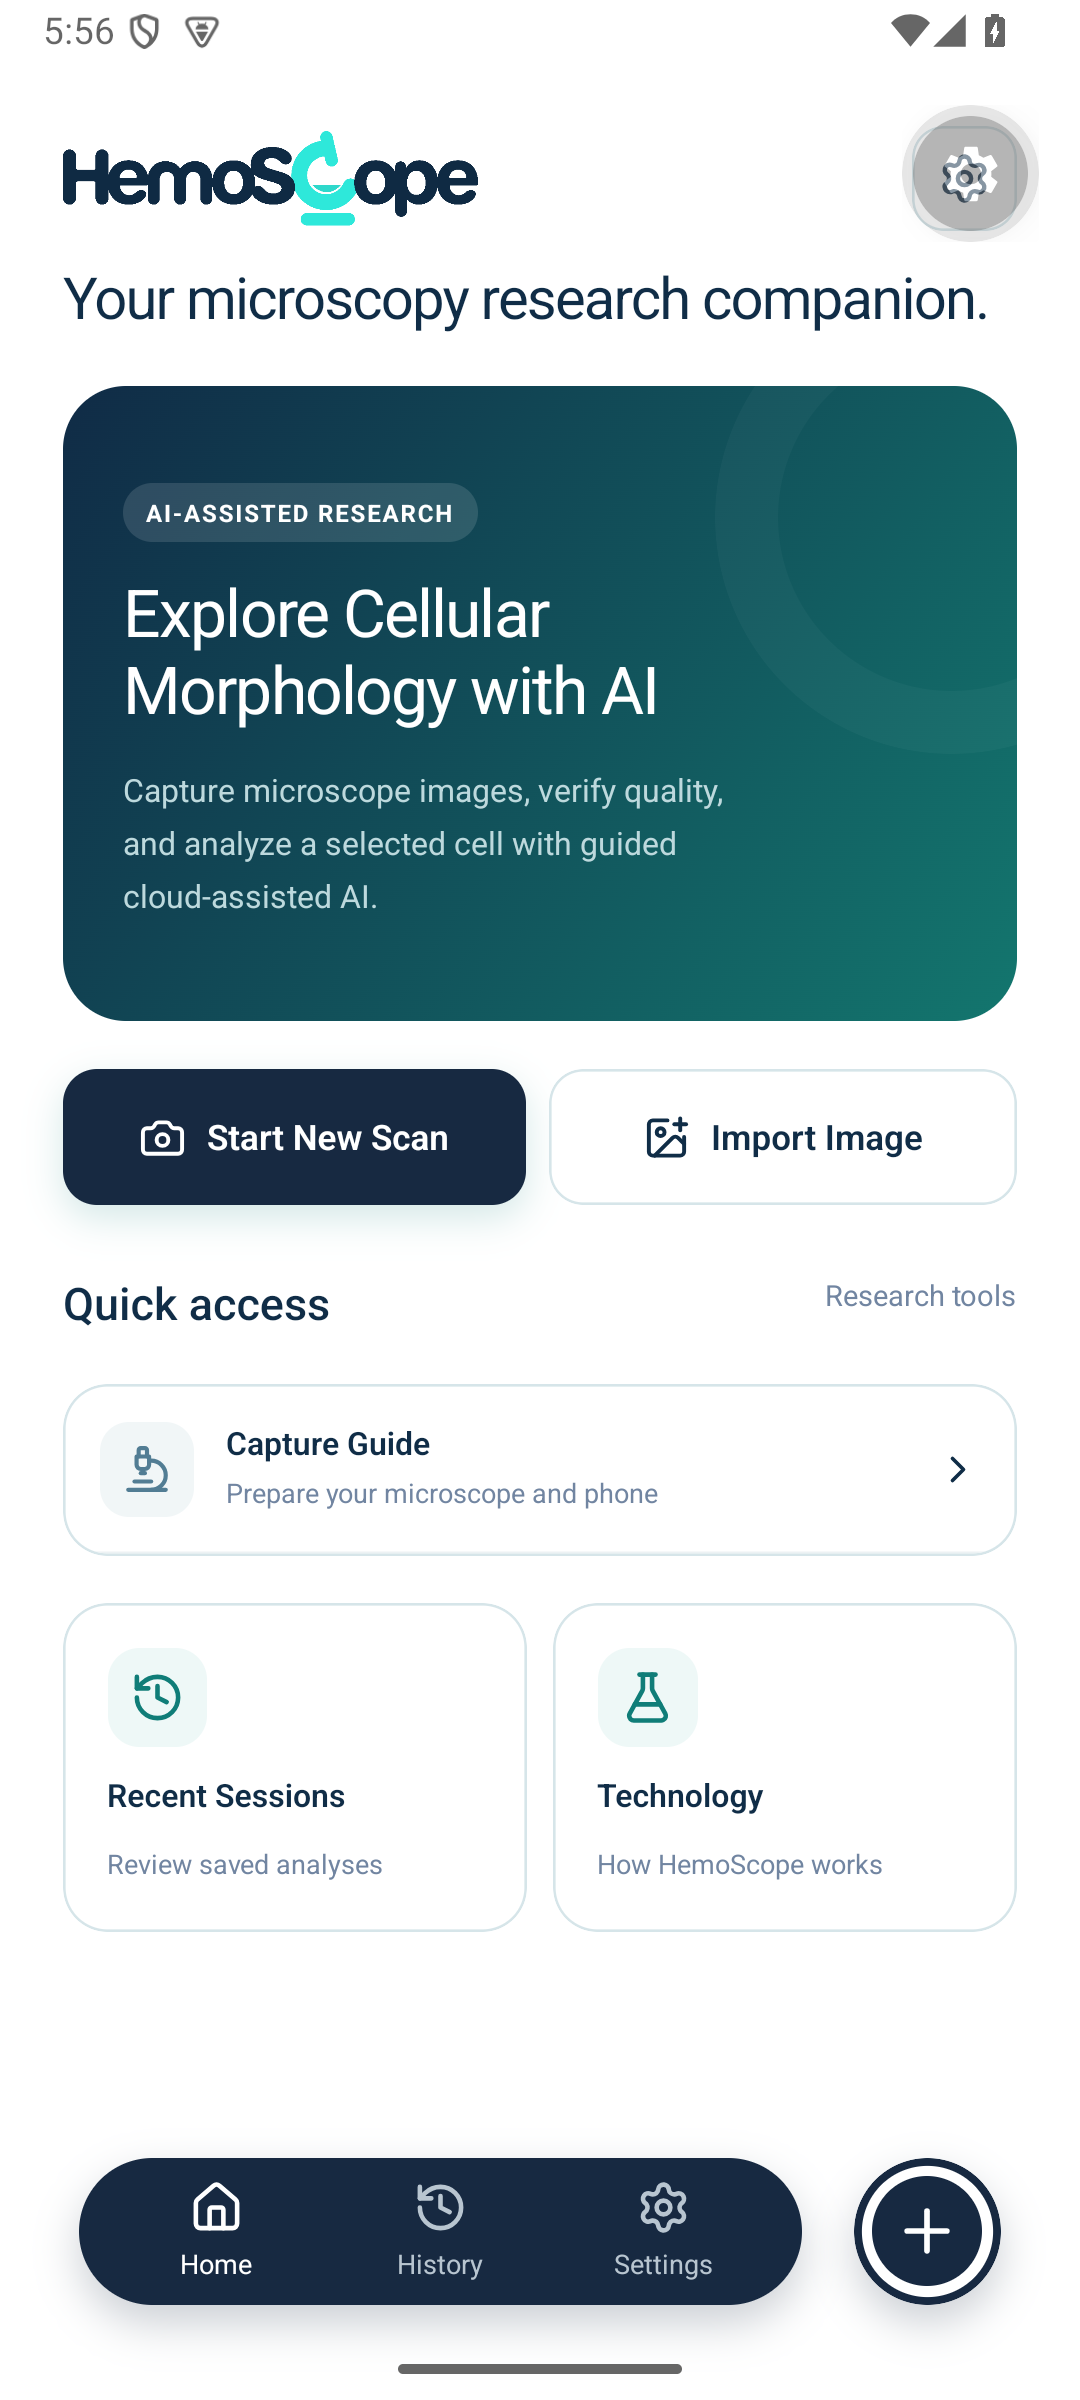 5:56
HemoScope
Your microscopy research companion.
AI-ASSISTED RESEARCH
Explore Cellular
Morphology with AI
Capture microscope images, verify quality,
and analyze a selected cell with guided
cloud-assisted AI.
Start New Scan
Import Image
Quick access
Research tools
Capture Guide
Prepare your microscope and phone
Recent Sessions
Review saved analyses
Technology
How HemoScope works
Home
History
Settings